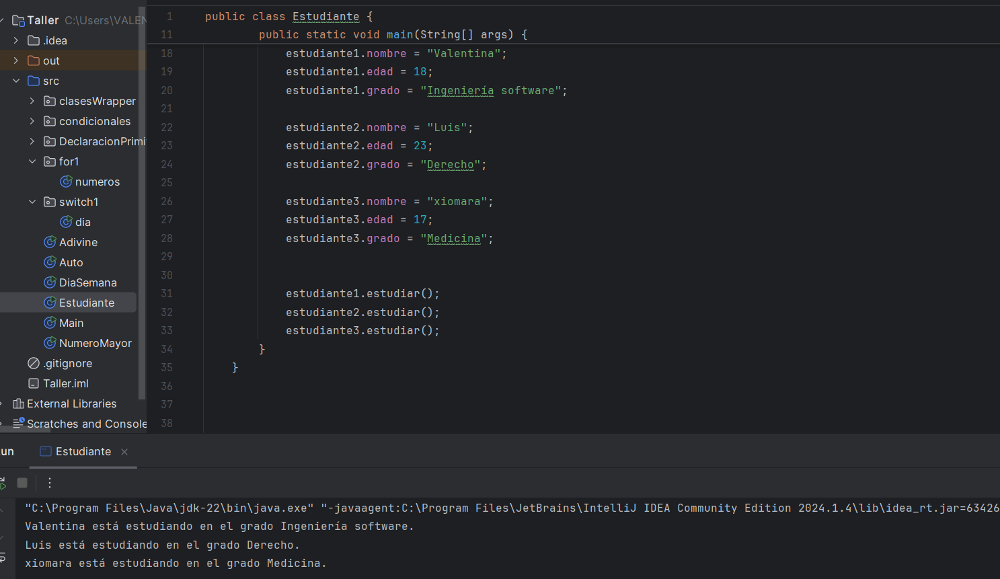 Taller C:\Users\VALEN
.idea
out
src
clasesWrapper
condicionales
DeclaracionPrimi
for1
numeros
switch1
dia
Adivine
Auto
DiaSemana
Estudiante
Main
NumeroMayor
.gitignore
Taller.iml
External Libraries
Scratches and Console
1 public class Estudiante {
11 public static void main(String[] args) {
18 estudiante1.nombre = "Valentina";
19 estudiante1.edad = 18;
20 estudiante1.grado = "Ingeniería software";
21
22 estudiante2.nombre = "Luis";
23 estudiante2.edad = 23;
24 estudiante2.grado = "Derecho";
25
26 estudiante3.nombre = "xiomara";
27 estudiante3.edad = 17;
28 estudiante3.grado = "Medicina";
29
30
31 estudiante1.estudiar();
32 estudiante2.estudiar();
33 estudiante3.estudiar();
34 }
35 }
36
37
38
un Estudiante
"C:\Program Files\Java\jdk-22\bin\java.exe" "-javaagent:C:\Program Files\JetBrains\IntelliJ IDEA Community Edition 2024.1.4\lib\idea_rt.jar=63426
Valentina está estudiando en el grado Ingeniería software.
Luis está estudiando en el grado Derecho.
xiomara está estudiando en el grado Medicina.